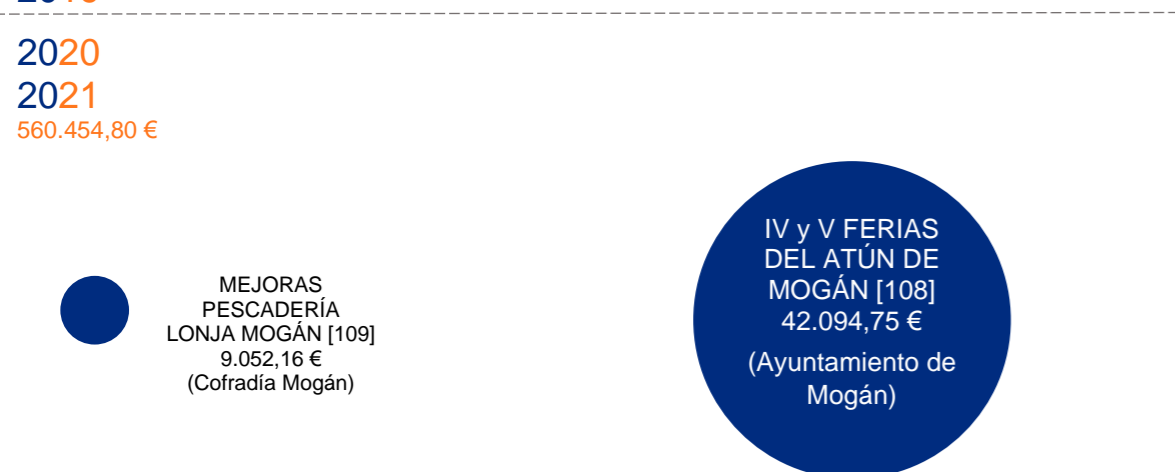 2020
2021
560.454,80 €
MEJORAS
PESCADERÍA
LONJA MOGÁN [109]
9.052,16 €
(Cofradía Mogán)
IV y V FERIAS
DEL ATÚN DE
MOGÁN [108]
42.094,75 €
(Ayuntamiento de
Mogán)